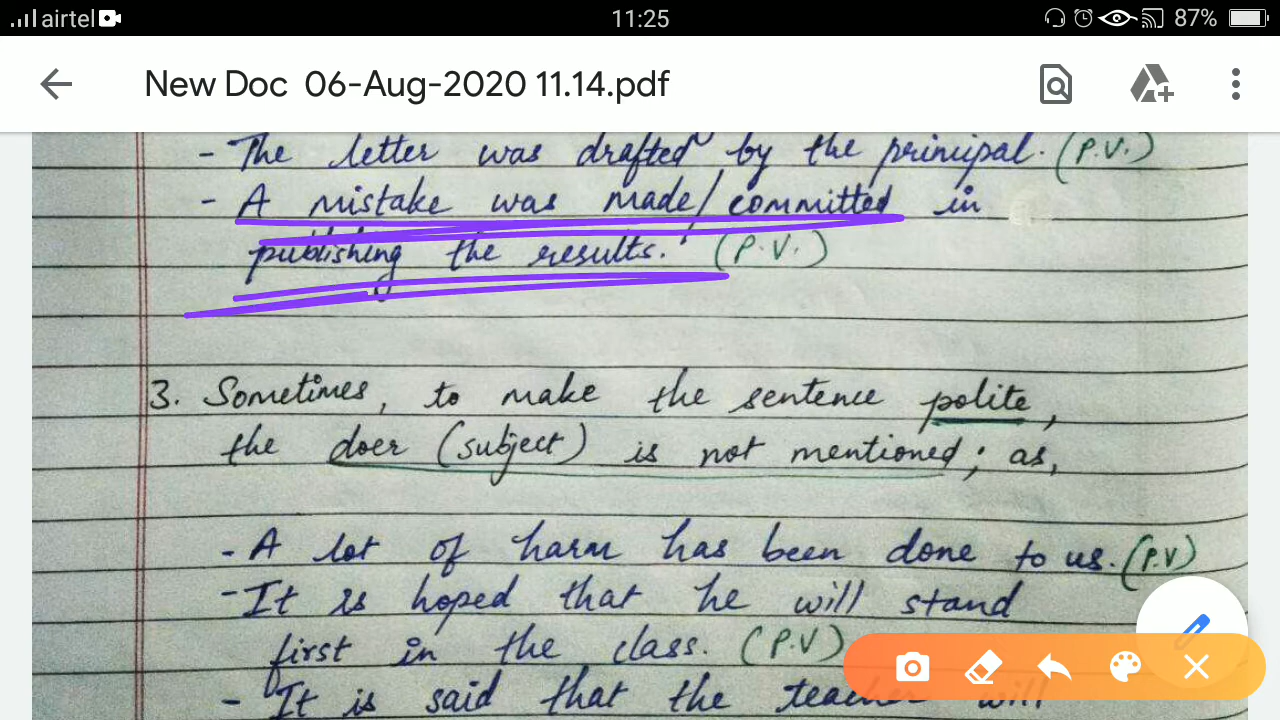 airtel 11:25 87%
New Doc 06-Aug-2020 11.14.pdf
- The letter was drafted by the principal. (P.V.)
- A mistake was made/committed in
publishing the results. (P.V.)
3. Sometimes, to make the sentence polite,
the doer (subject) is not mentioned; as,
- A lot of harm has been done to us. (P.V)
- It is hoped that he will stand
first in the class. (P.V)
- It is said that the teacher will